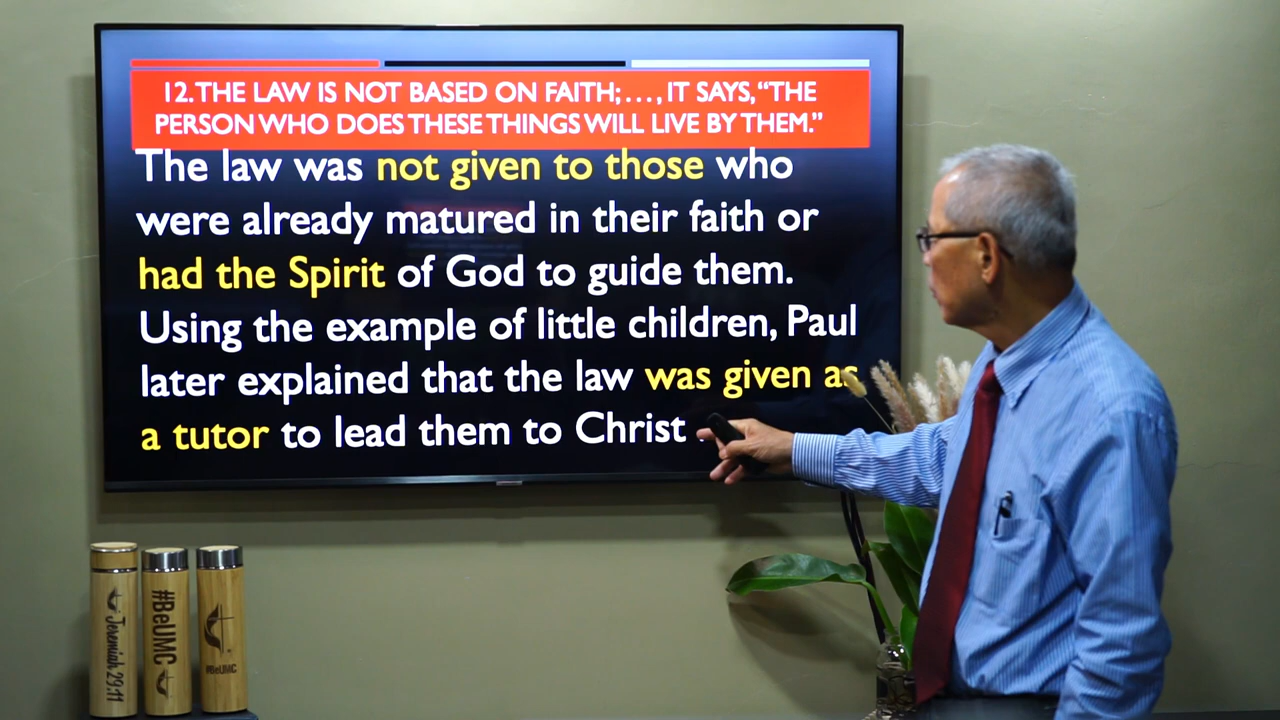 12. THE LAW IS NOT BASED ON FAITH; ..., IT SAYS, “THE
PERSON WHO DOES THESE THINGS WILL LIVE BY THEM.”
The law was not given to those who
were already matured in their faith or
had the Spirit of God to guide them.
Using the example of little children, Paul
later explained that the law was given as
a tutor to lead them to Christ
Jeremiah 29:11
#BeUMC
#BeUMC